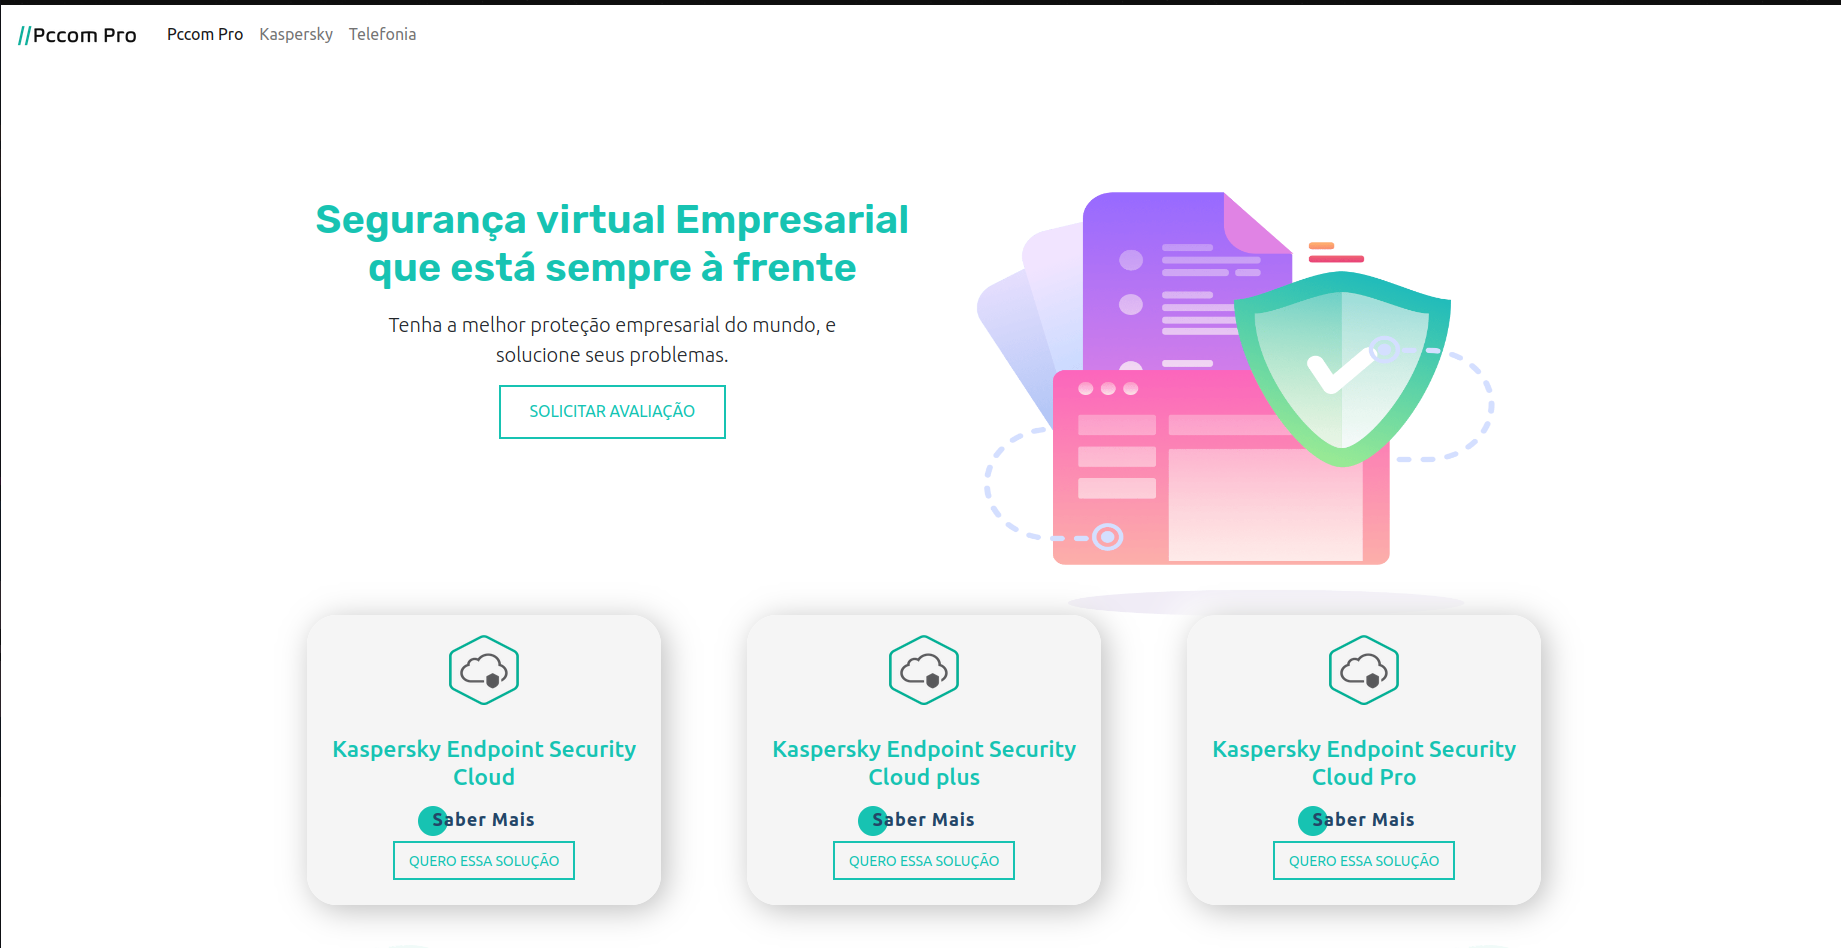 //Pccom Pro Pccom Pro Kaspersky Telefonia
Segurança virtual Empresarial
que está sempre à frente
Tenha a melhor proteção empresarial do mundo, e
solucione seus problemas.
SOLICITAR AVALIAÇÃO
Kaspersky Endpoint Security
Cloud
Saber Mais
QUERO ESSA SOLUÇÃO
Kaspersky Endpoint Security
Cloud plus
Saber Mais
QUERO ESSA SOLUÇÃO
Kaspersky Endpoint Security
Cloud Pro
Saber Mais
QUERO ESSA SOLUÇÃO